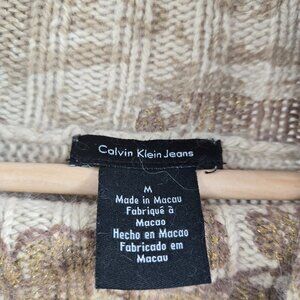 Calvin Klein Jeans
M
Made in Macau
Fabriqué à
Macao
Hecho en Macao
Fabricado em
Macau